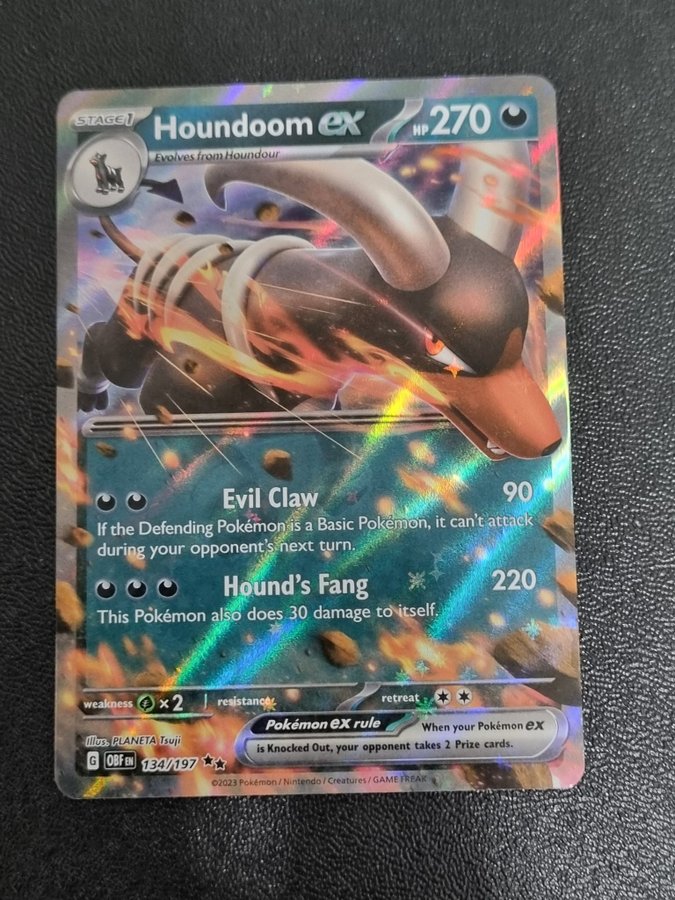 STAGE 1
Houndoom ex
HP 270
Evolves from Houndour
Evil Claw 90
If the Defending Pokémon is a Basic Pokémon, it can't attack
during your opponent's next turn.
Hound's Fang 220
This Pokémon also does 30 damage to itself.
weakness ×2 resistance retreat
Pokémon ex rule When your Pokémon ex
is Knocked Out, your opponent takes 2 Prize cards.
Illus. PLANETA Tsuji
G OBF EN 134/197
©2023 Pokémon / Nintendo / Creatures / GAME FREAK